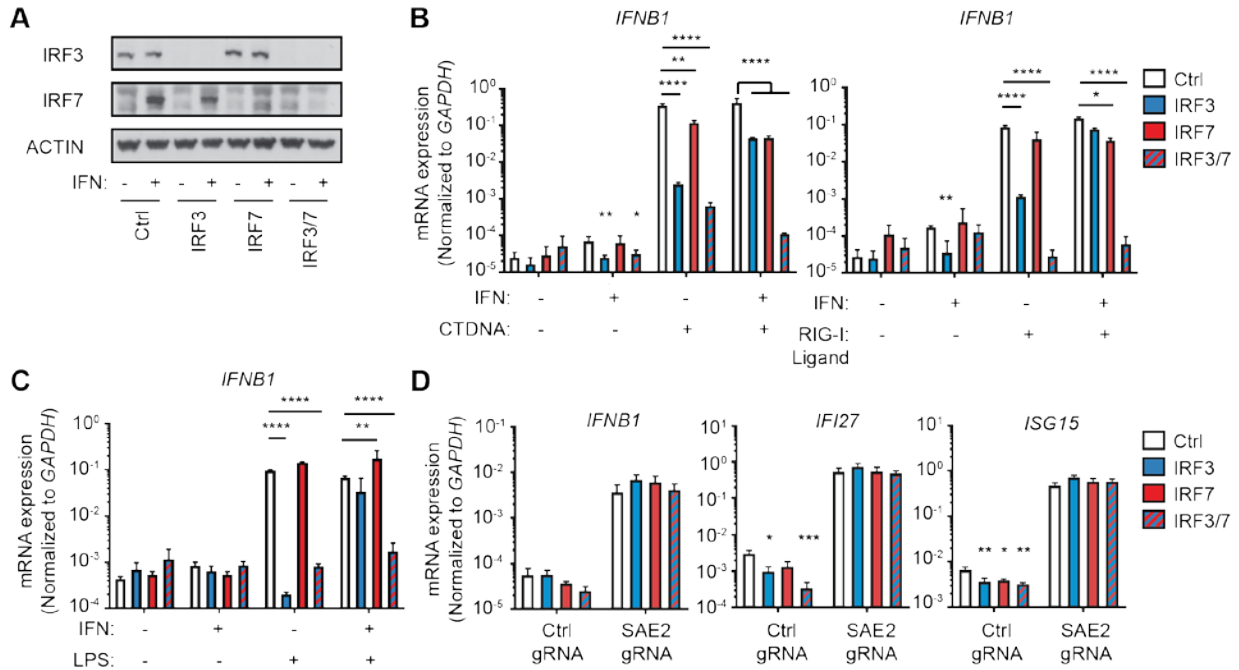 A
IRF3
IRF7
ACTIN
IFN: - + - + - + - +
Ctrl IRF3 IRF7 IRF3/7
B
IFNB1
mRNA expression
(Normalized to GAPDH)
10^0
10^-1
10^-2
10^-3
10^-4
10^-5
** *
****
** 
****
****
IFN: - + - +
CTDNA: - - + +
IFNB1
10^0
10^-1
10^-2
10^-3
10^-4
10^-5
**
****
****
****
*
IFN: - + - +
RIG-I: - - + +
Ligand
Ctrl
IRF3
IRF7
IRF3/7
C
IFNB1
mRNA expression
(Normalized to GAPDH)
10^0
10^-1
10^-2
10^-3
10^-4
****
****
****
**
IFN: - + - +
LPS: - - + +
D
mRNA expression
(Normalized to GAPDH)
IFNB1
10^-1
10^-2
10^-3
10^-4
10^-5
Ctrl SAE2
gRNA gRNA
IFI27
10^1
10^0
10^-1
10^-2
10^-3
10^-4
* ***
Ctrl SAE2
gRNA gRNA
ISG15
10^1
10^0
10^-1
10^-2
10^-3
** * **
Ctrl SAE2
gRNA gRNA
Ctrl
IRF3
IRF7
IRF3/7